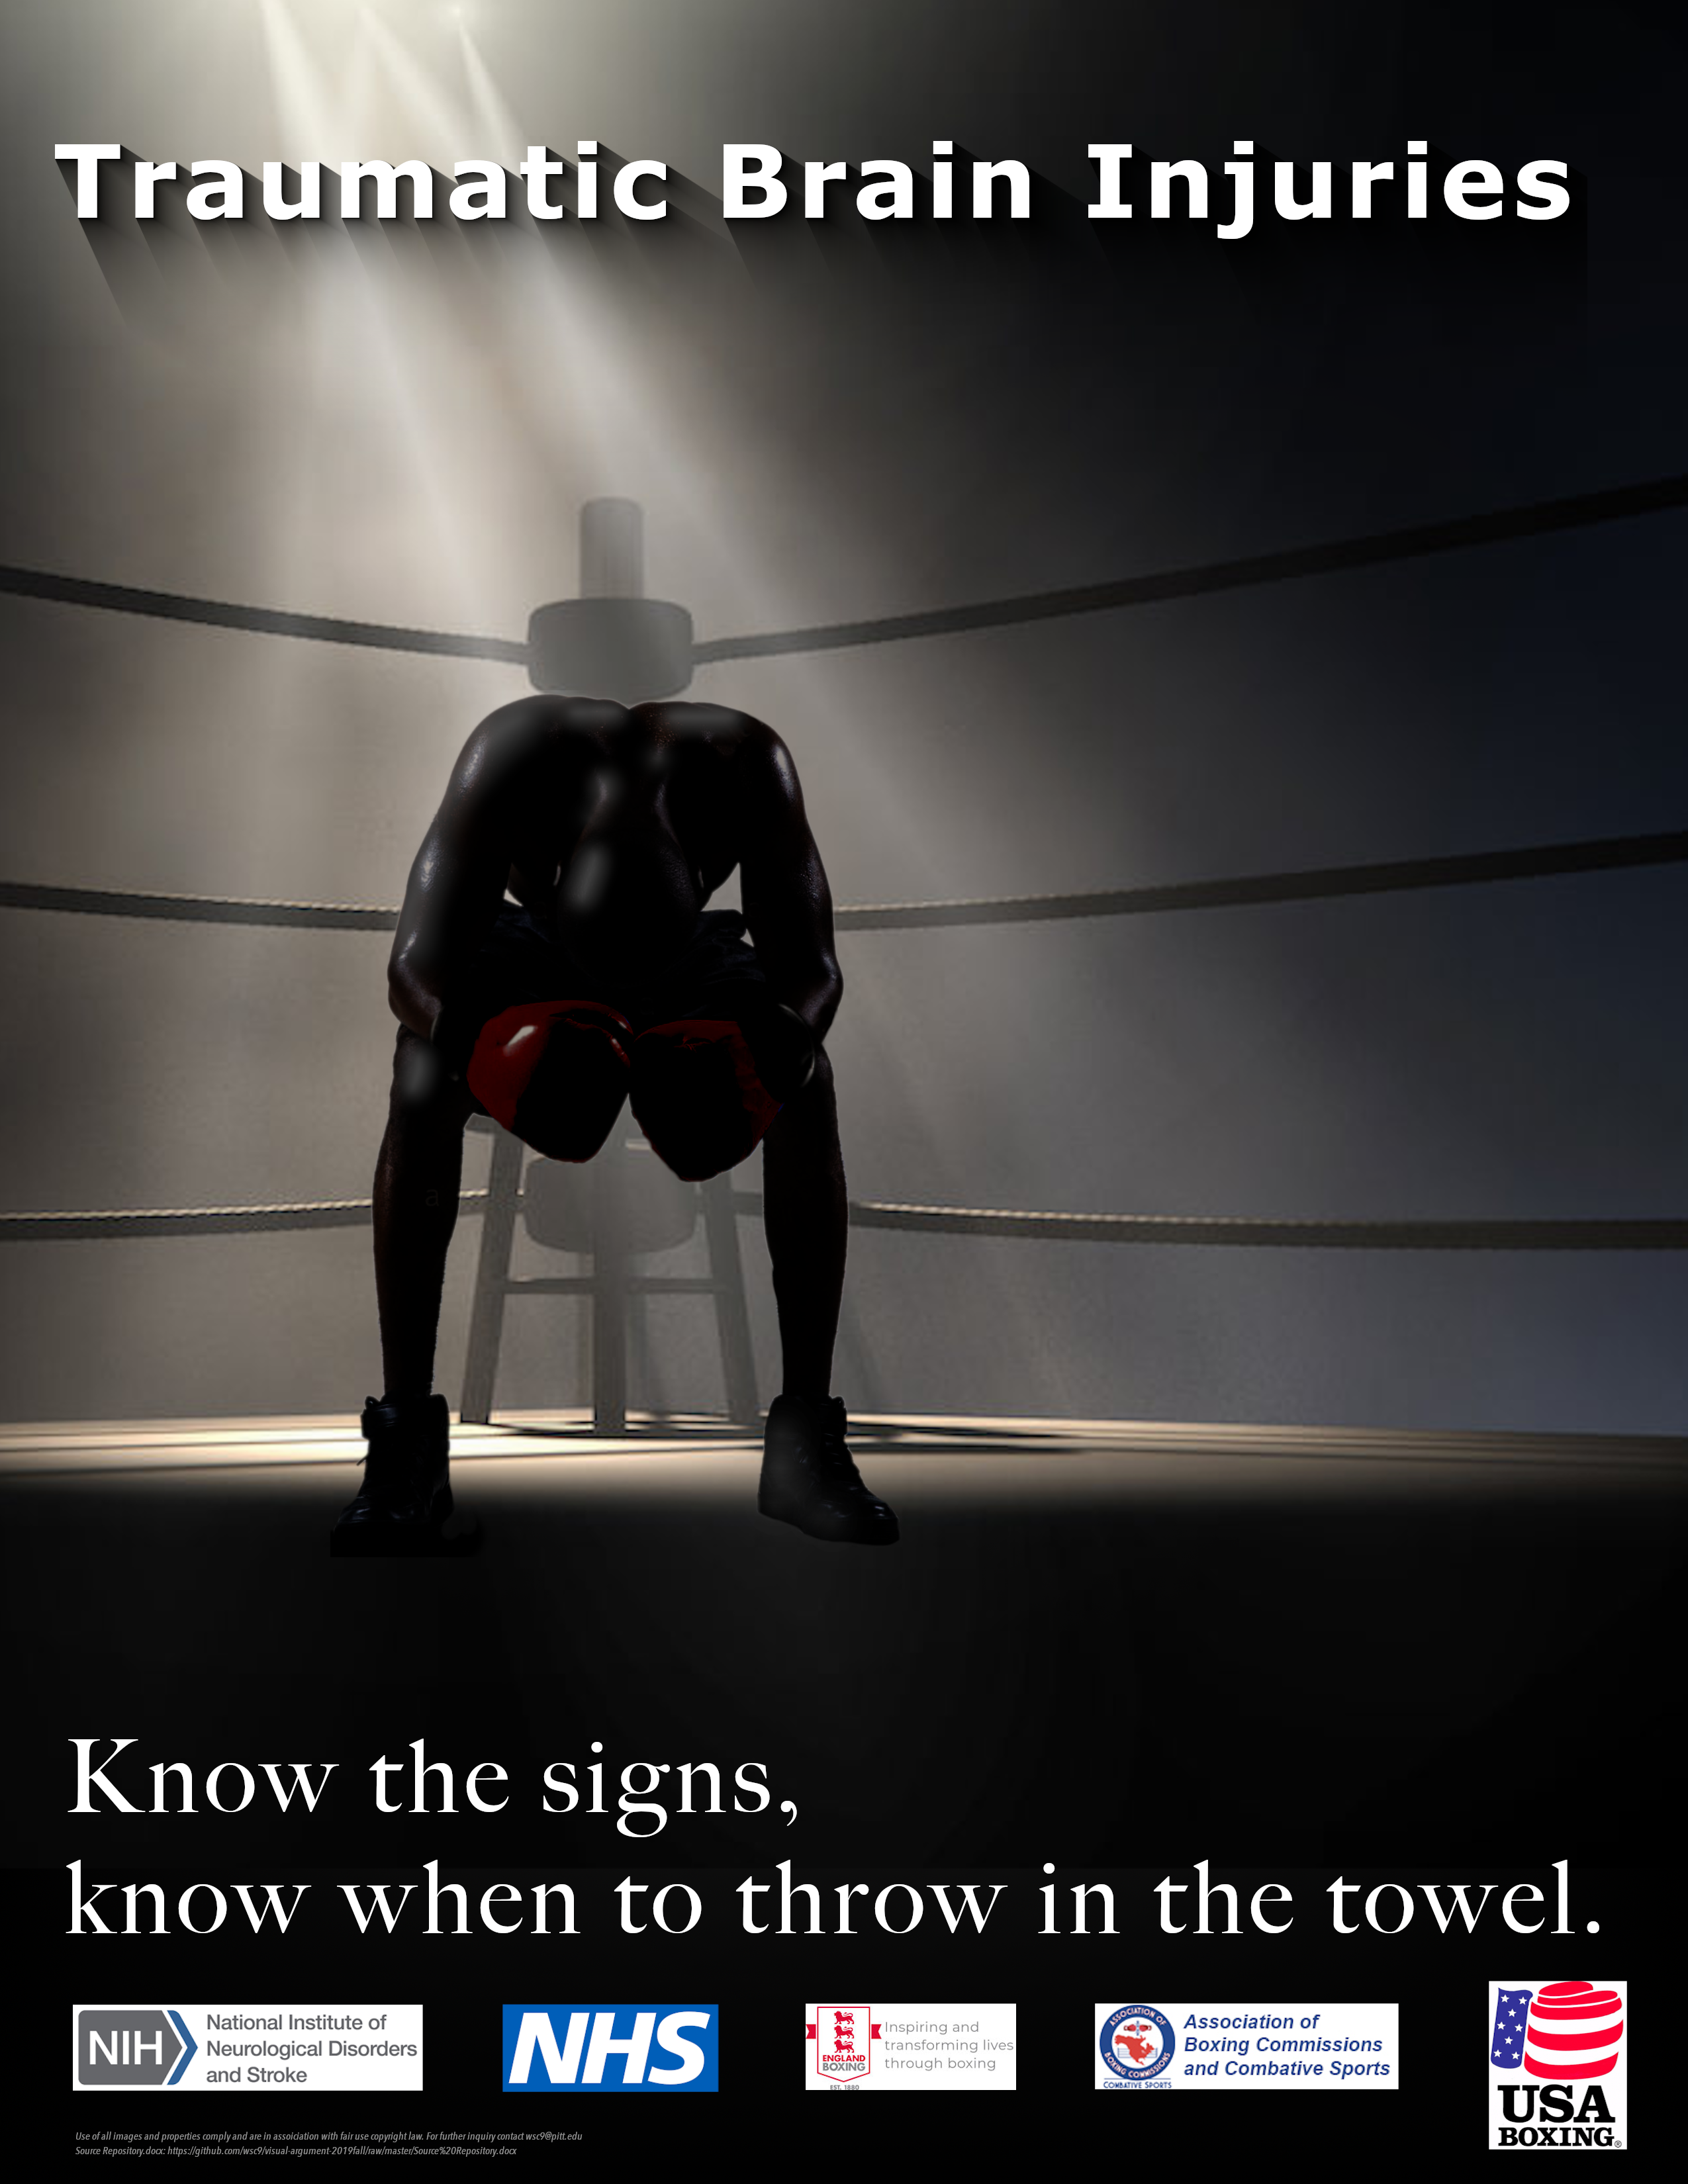 Traumatic Brain Injuries
a
Know the signs,
know when to throw in the towel.
NIH
National Institute of
Neurological Disorders
and Stroke
NHS
ENGLAND
BOXING
EST. 1880
Inspiring and
transforming lives
through boxing
ASSOCIATION OF
BOXING COMMISSIONS
COMBATIVE SPORTS
Association of
Boxing Commissions
and Combative Sports
USA
BOXING®
Use of all images and properties comply and are in assoiciation with fair use copyright law. For further inquiry contact wsc9@pitt.edu
Source Repository.docx: https://github.com/wsc9/visual-argument-2019fall/raw/master/Source%20Repository.docx